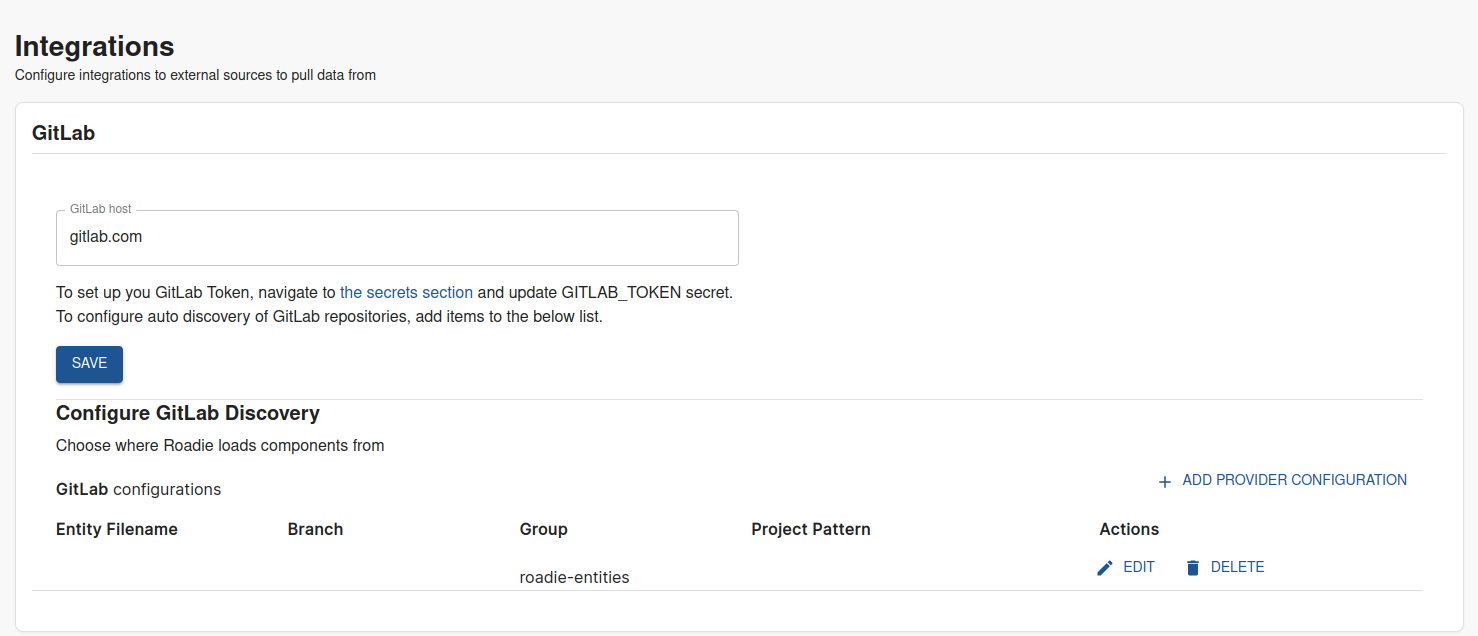 Integrations
Configure integrations to external sources to pull data from
GitLab
GitLab host
gitlab.com
To set up you GitLab Token, navigate to the secrets section and update GITLAB_TOKEN secret.
To configure auto discovery of GitLab repositories, add items to the below list.
SAVE
Configure GitLab Discovery
Choose where Roadie loads components from
GitLab configurations
+ ADD PROVIDER CONFIGURATION
Entity Filename Branch Group Project Pattern Actions
roadie-entities EDIT DELETE